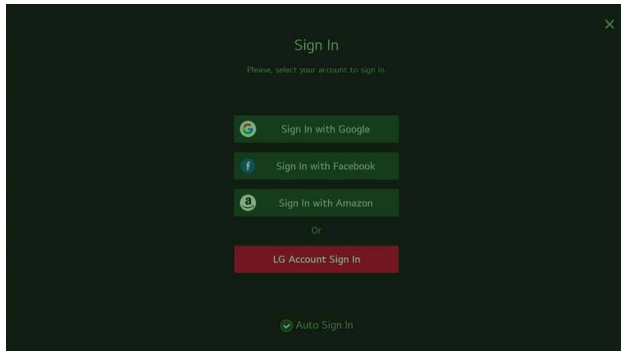 Sign In
Please, select your account to sign in
Sign In with Google
Sign In with Facebook
Sign In with Amazon
Or
LG Account Sign In
Auto Sign In